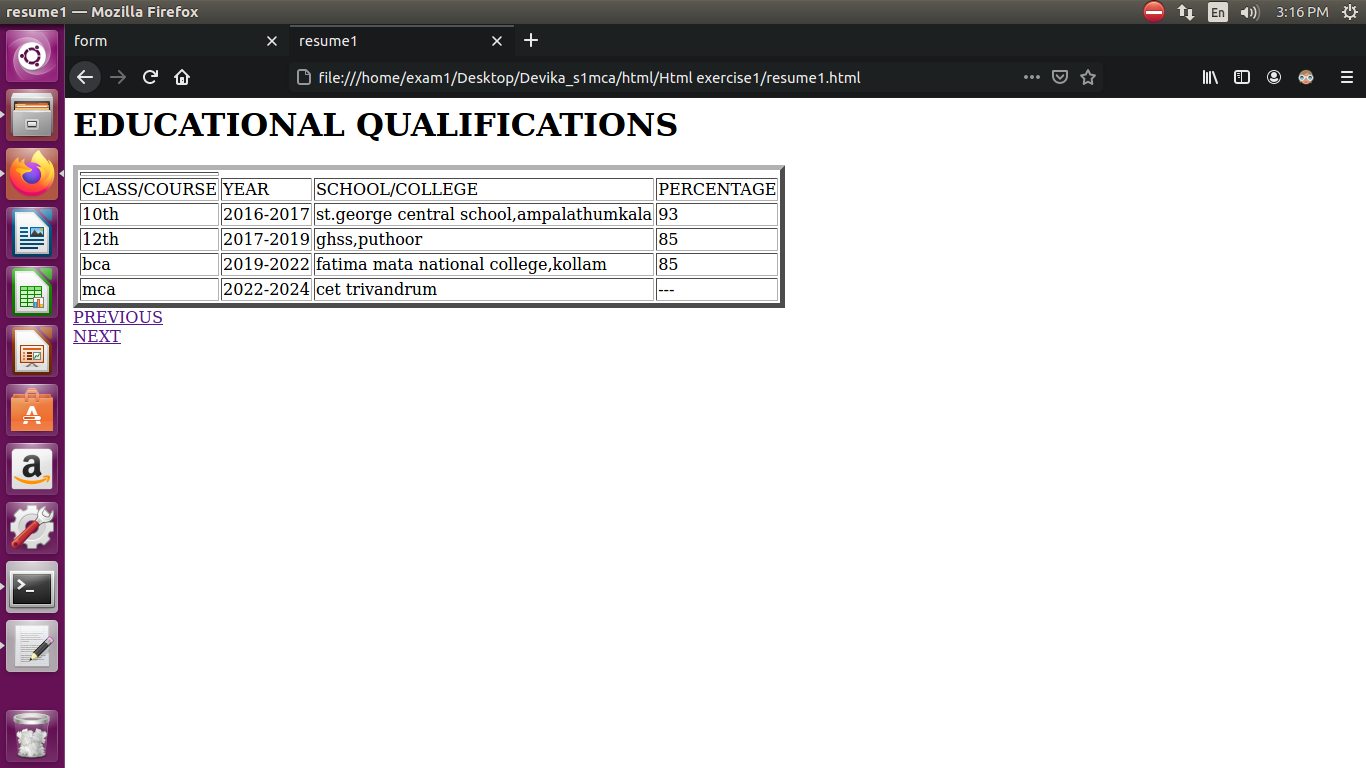 resume1 — Mozilla Firefox
En
3:16 PM
form
resume1
file:///home/exam1/Desktop/Devika_s1mca/html/Html exercise1/resume1.html
EDUCATIONAL QUALIFICATIONS
CLASS/COURSE YEAR SCHOOL/COLLEGE PERCENTAGE
10th 2016-2017 st.george central school,ampalathumkala 93
12th 2017-2019 ghss,puthoor 85
bca 2019-2022 fatima mata national college,kollam 85
mca 2022-2024 cet trivandrum ---
PREVIOUS
NEXT